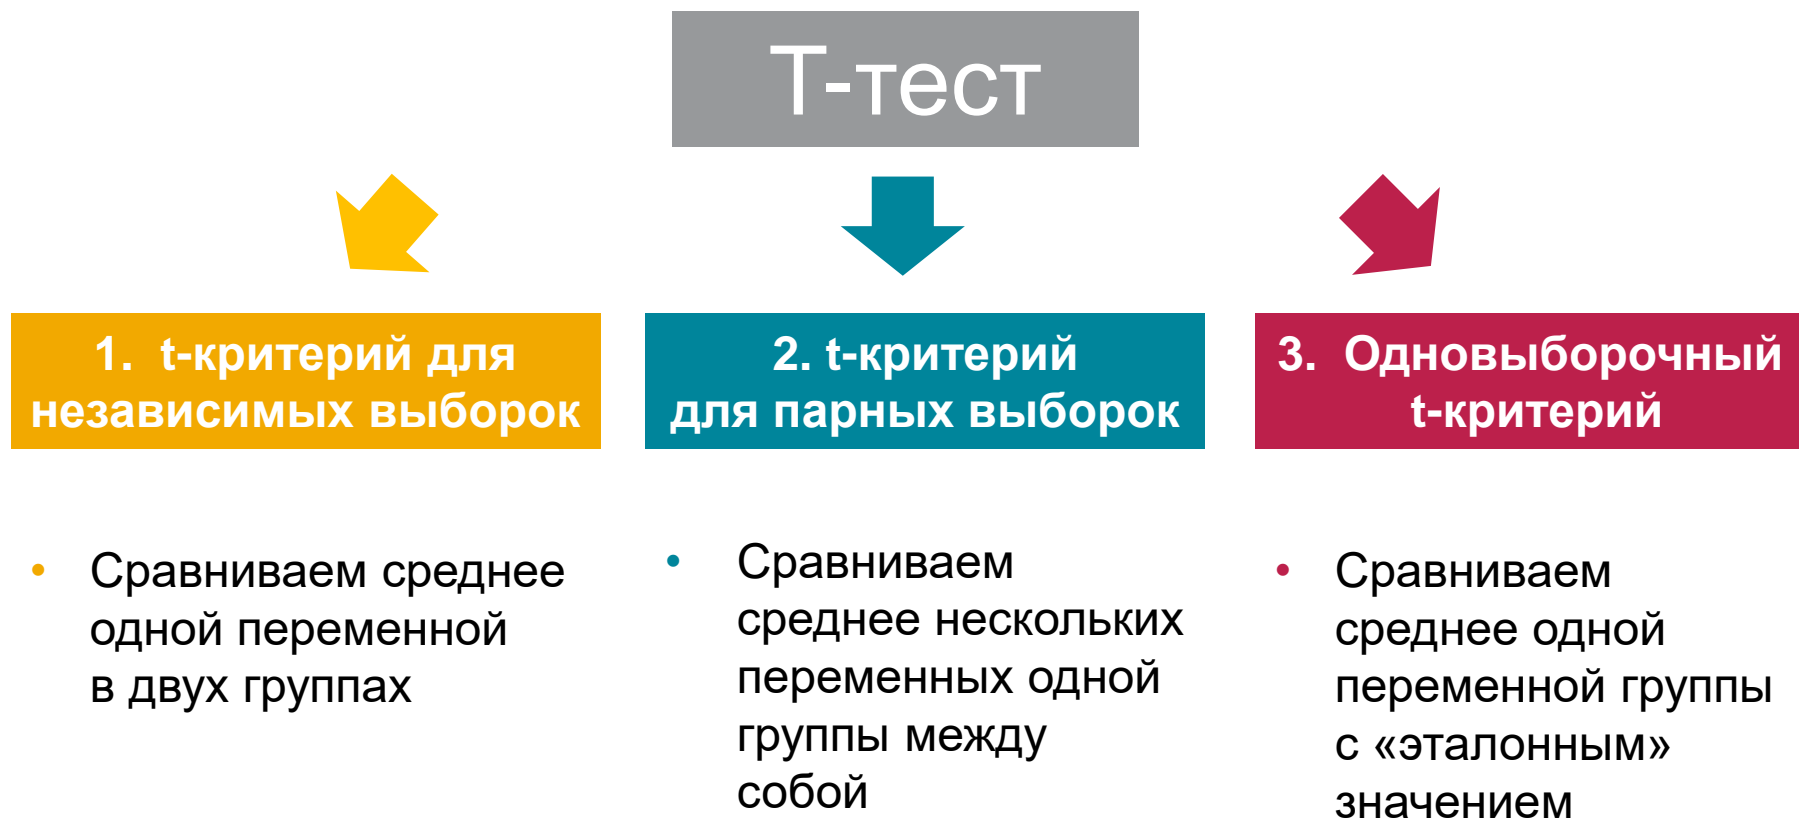 Т-тест
1. t-критерий для
независимых выборок
2. t-критерий
для парных выборок
3. Одновыборочный
t-критерий
• Сравниваем среднее
одной переменной
в двух группах
• Сравниваем
среднее нескольких
переменных одной
группы между
собой
• Сравниваем
среднее одной
переменной группы
с «эталонным»
значением